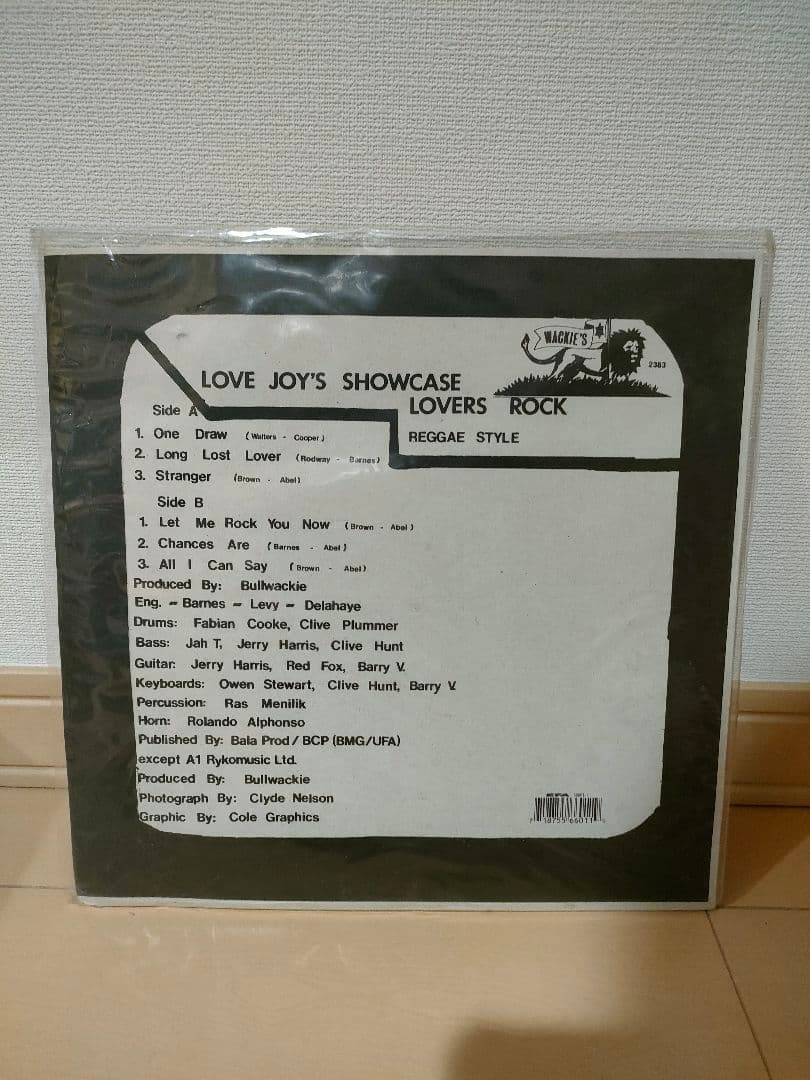 WACKIE'S
2383
LOVE JOY'S SHOWCASE
LOVERS ROCK
REGGAE STYLE
Side A
1. One Draw (Walters - Cooper)
2. Long Lost Lover (Rodway - Barnes)
3. Stranger (Brown - Abel)
Side B
1. Let Me Rock You Now (Brown - Abel)
2. Chances Are (Barnes - Abel)
3. All I Can Say (Brown - Abel)
Produced By: Bullwackie
Eng. - Barnes - Levy - Delahaye
Drums: Fabian Cooke, Clive Plummer
Bass: Jah T, Jerry Harris, Clive Hunt
Guitar: Jerry Harris, Red Fox, Barry V.
Keyboards: Owen Stewart, Clive Hunt, Barry V.
Percussion: Ras Menilik
Horn: Rolando Alphonso
Published By: Bala Prod / BCP (BMG/UFA)
except A1 Rykomusic Ltd.
Produced By: Bullwackie
Photograph By: Clyde Nelson
Graphic By: Cole Graphics